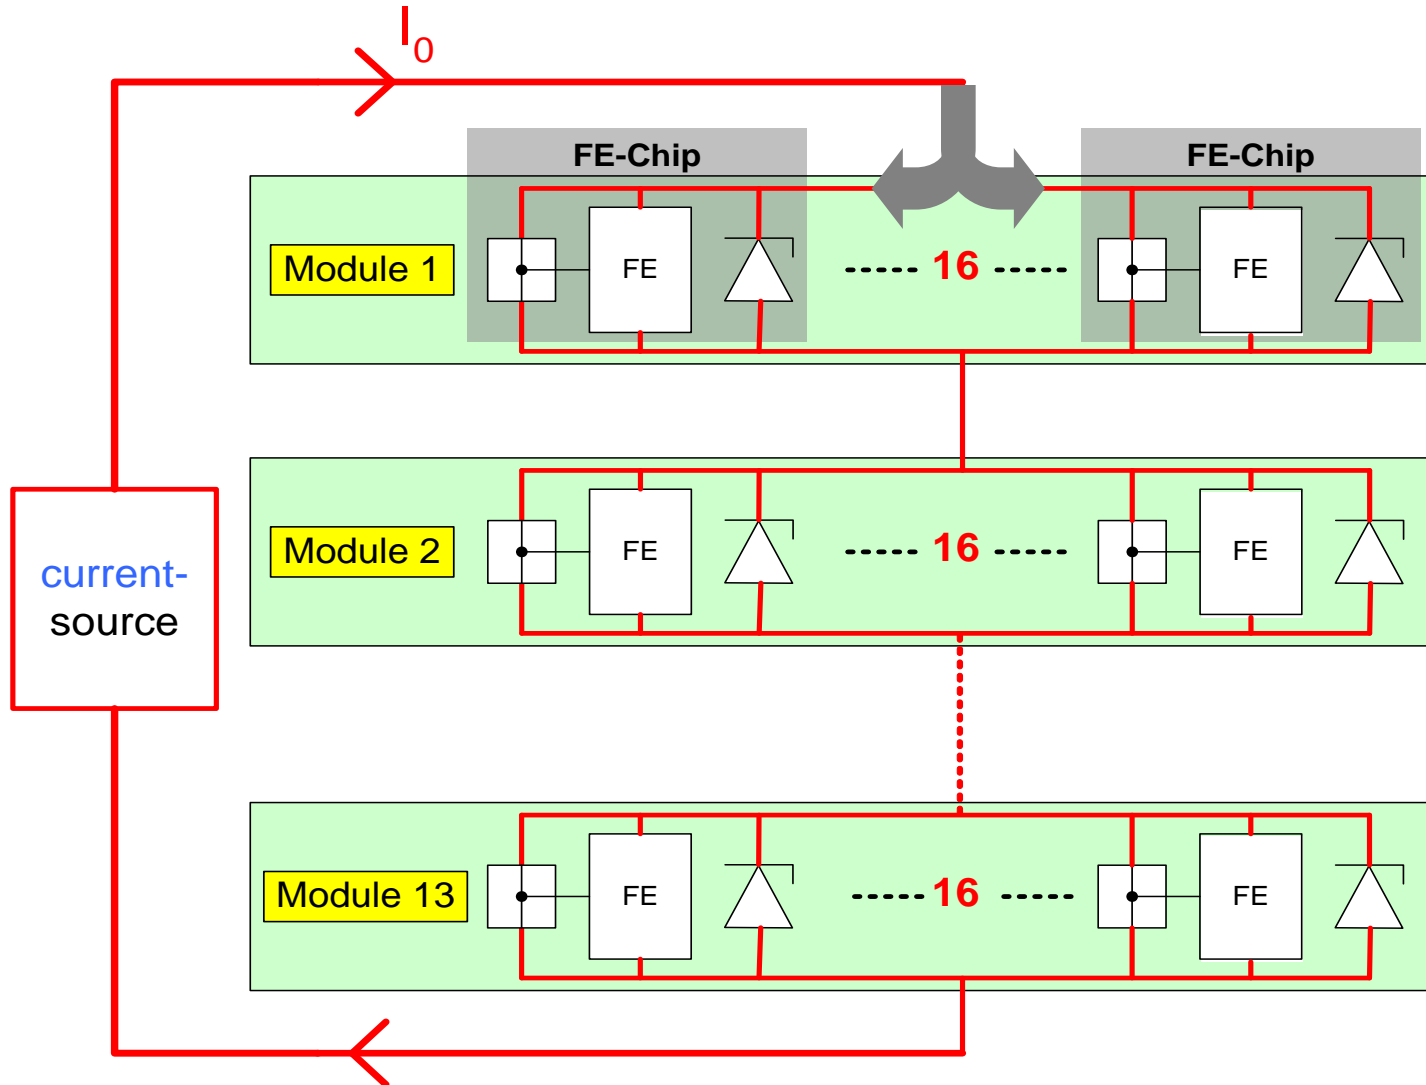 I0
FE-Chip
FE-Chip
Module 1
FE
16
FE
Module 2
FE
16
FE
current-
source
Module 13
FE
16
FE